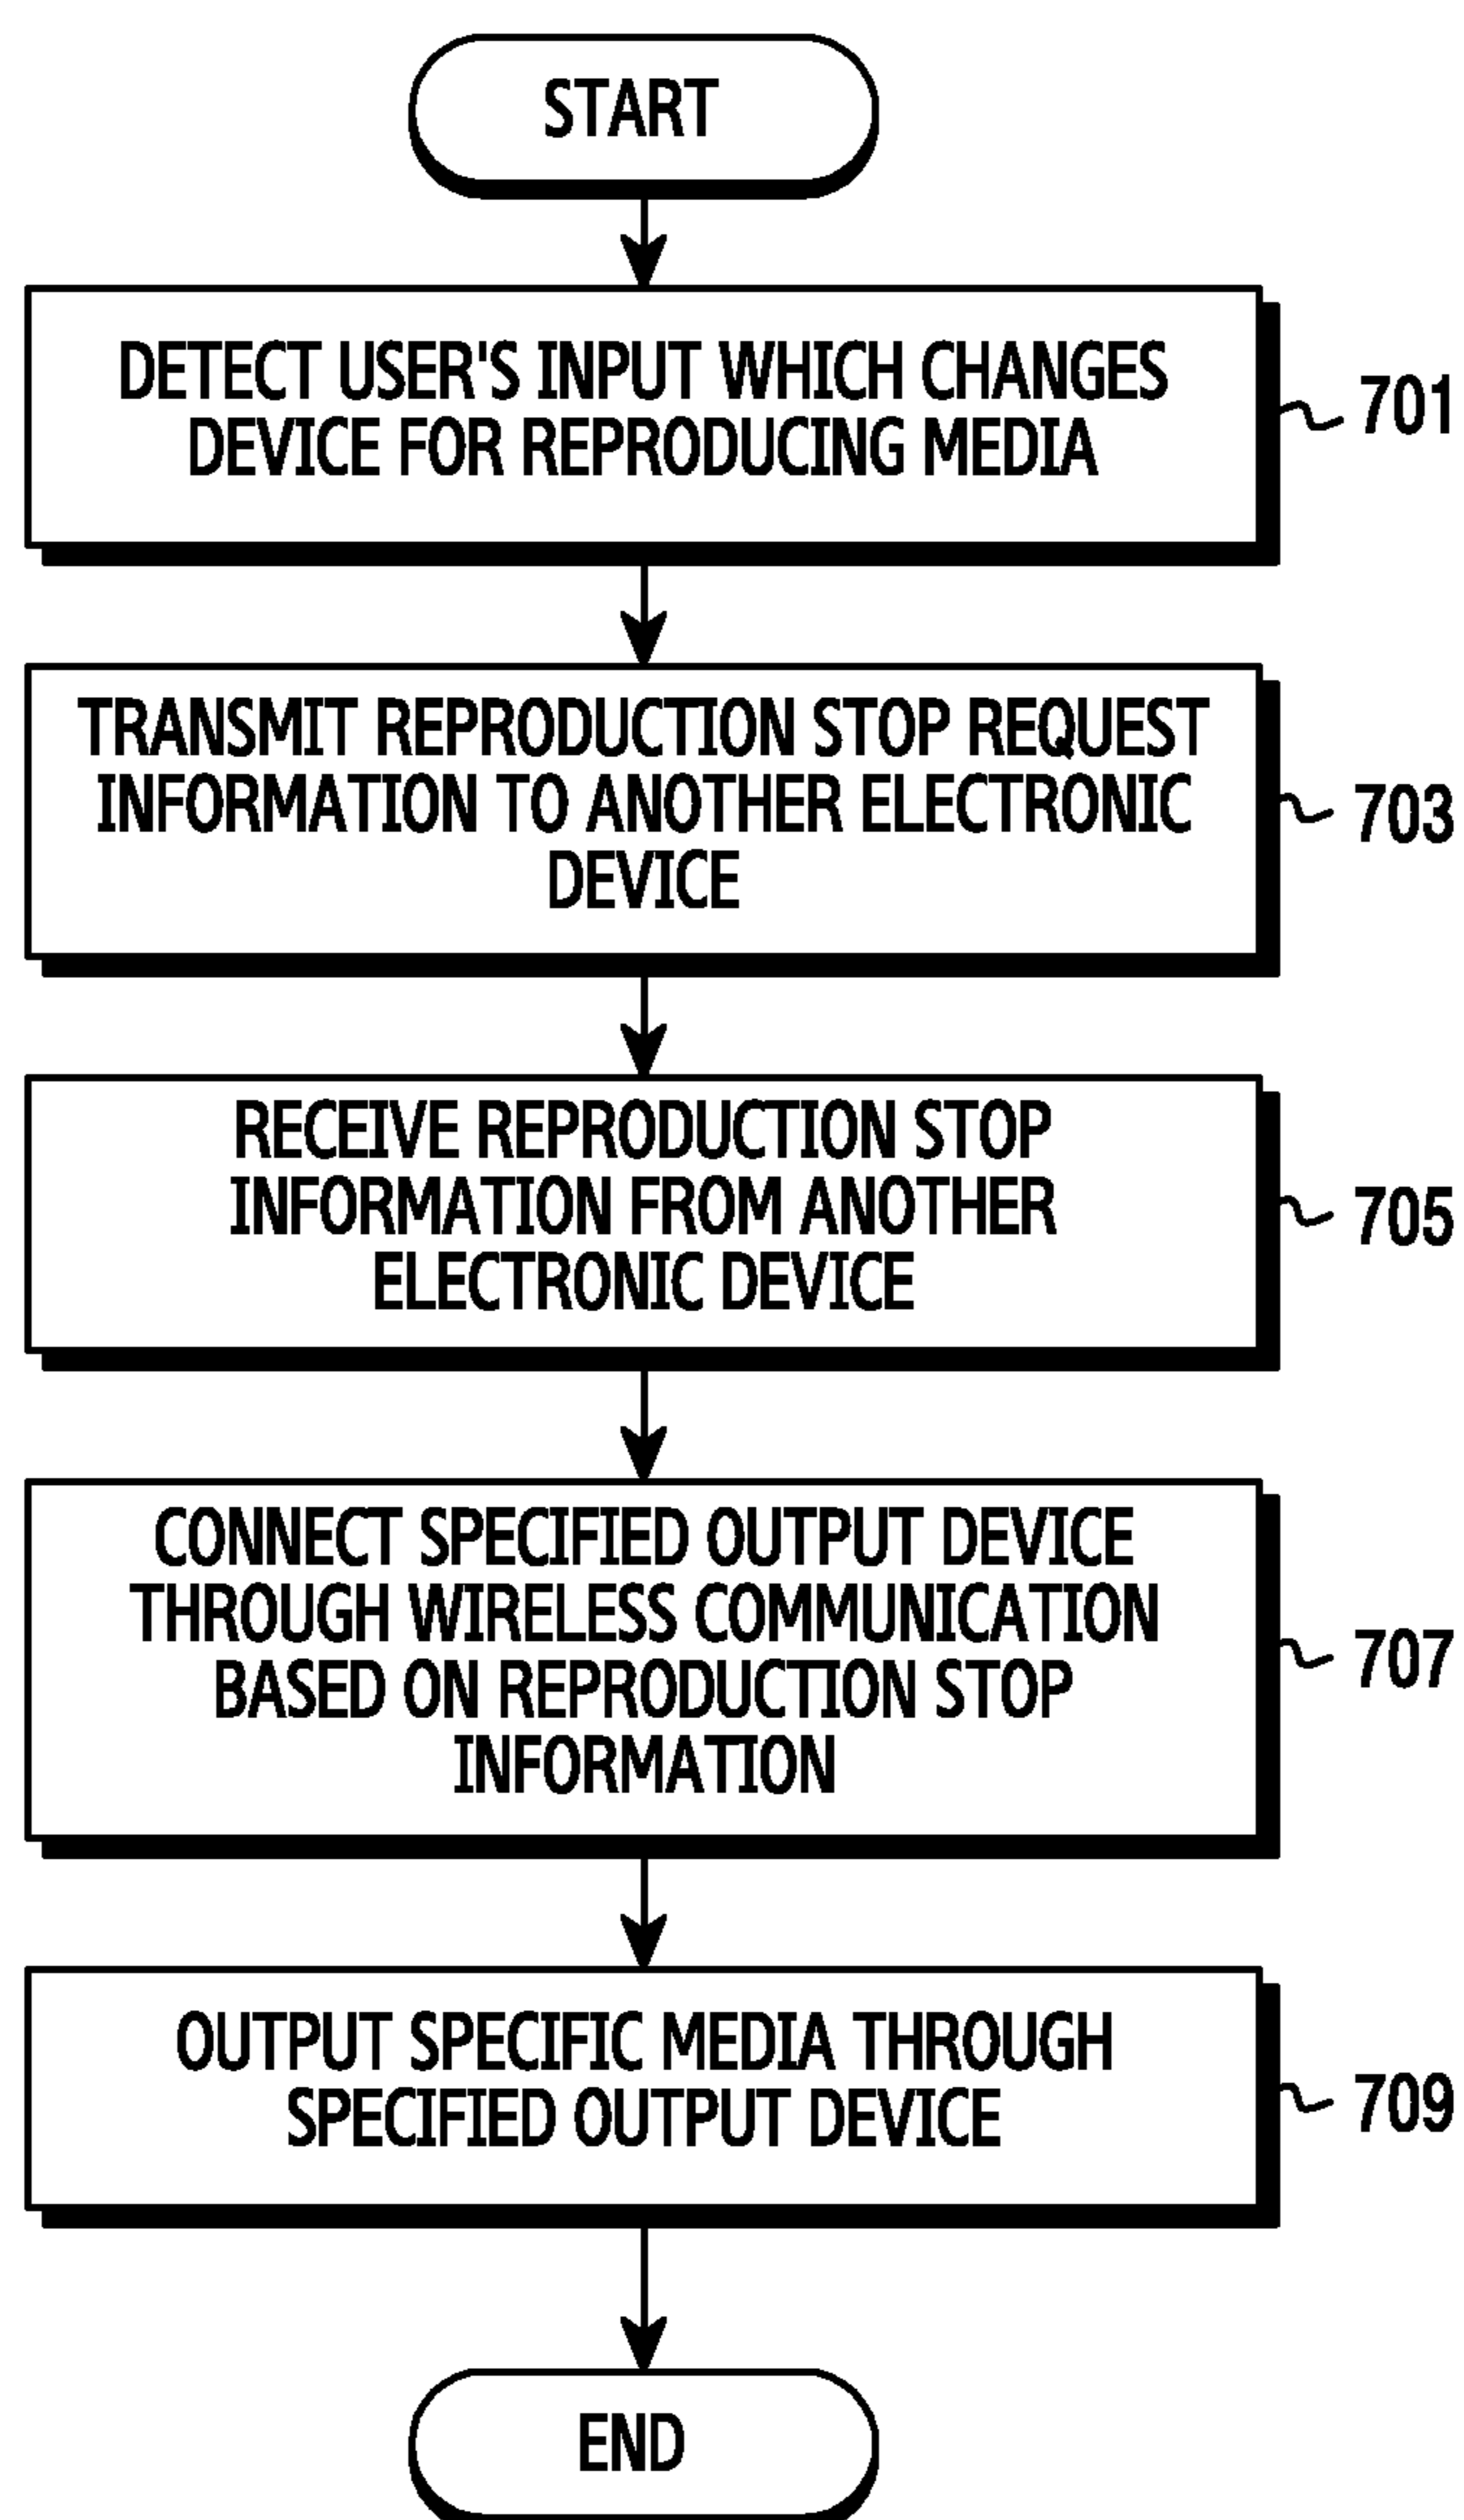 START
DETECT USER'S INPUT WHICH CHANGES
DEVICE FOR REPRODUCING MEDIA
701
TRANSMIT REPRODUCTION STOP REQUEST
INFORMATION TO ANOTHER ELECTRONIC
DEVICE
703
RECEIVE REPRODUCTION STOP
INFORMATION FROM ANOTHER
ELECTRONIC DEVICE
705
CONNECT SPECIFIED OUTPUT DEVICE
THROUGH WIRELESS COMMUNICATION
BASED ON REPRODUCTION STOP
INFORMATION
707
OUTPUT SPECIFIC MEDIA THROUGH
SPECIFIED OUTPUT DEVICE
709
END